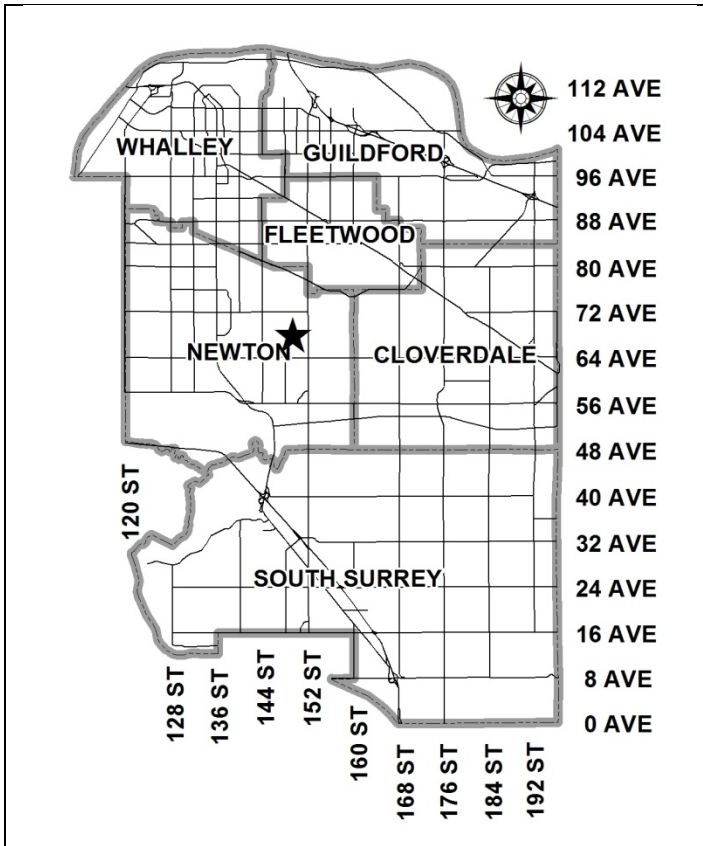 112 AVE
104 AVE
WHALLEY
GUILDFORD
96 AVE
88 AVE
FLEETWOOD
80 AVE
72 AVE
NEWTON
CLOVERDALE
64 AVE
56 AVE
48 AVE
120 ST
40 AVE
32 AVE
SOUTH SURREY
24 AVE
16 AVE
8 AVE
0 AVE
128 ST
136 ST
144 ST
152 ST
160 ST
168 ST
176 ST
184 ST
192 ST